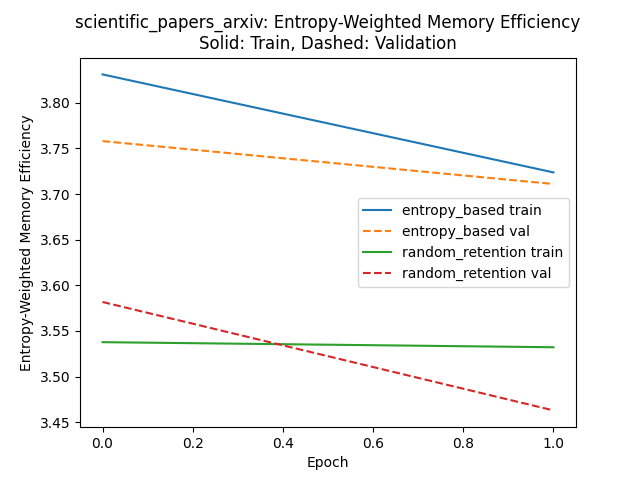 scientific_papers_arxiv: Entropy-Weighted Memory Efficiency
Solid: Train, Dashed: Validation
Entropy-Weighted Memory Efficiency
3.80
3.75
3.70
3.65
3.60
3.55
3.50
3.45
entropy_based train
entropy_based val
random_retention train
random_retention val
0.0 0.2 0.4 0.6 0.8 1.0
Epoch